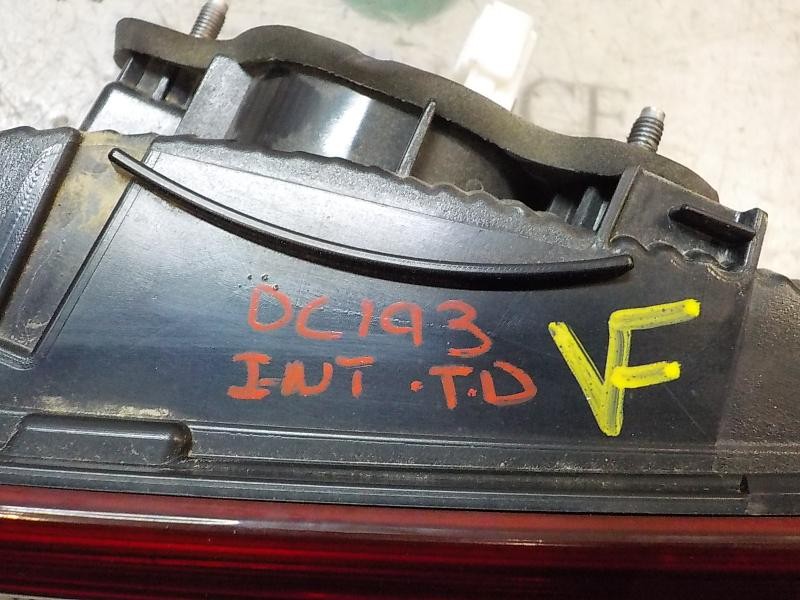 DC193
INT .T.D
VF